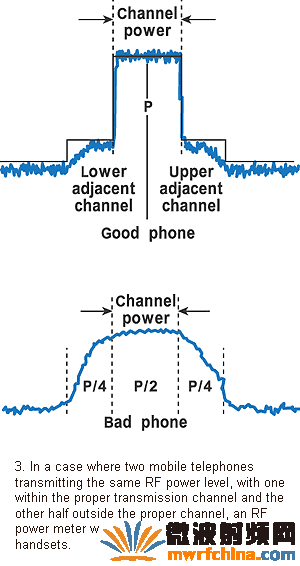 Channel
power
P
Lower
adjacent
channel
Upper
adjacent
channel
Good phone
Channel
power
P/4
P/2
P/4
Bad phone
3. In a case where two mobile telephones
transmitting the same RF power level, with one
within the proper transmission channel and the
other half outside the proper channel, an RF
power meter w
handsets.
微波射频网
mwrfchina.com